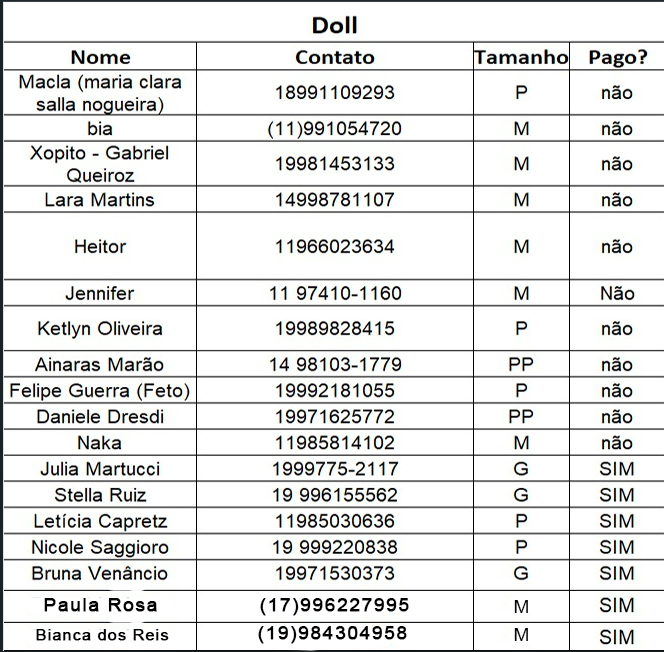 Doll
Nome Contato Tamanho Pago?
Macla (maria clara
salla nogueira) 18991109293 P não
bia (11)991054720 M não
Xopito - Gabriel
Queiroz 19981453133 M não
Lara Martins 14998781107 M não
Heitor 11966023634 M não
Jennifer 11 97410-1160 M Não
Ketlyn Oliveira 19989828415 P não
Ainaras Marão 14 98103-1779 PP não
Felipe Guerra (Feto) 19992181055 P não
Daniele Dresdi 19971625772 PP não
Naka 11985814102 M não
Julia Martucci 1999775-2117 G SIM
Stella Ruiz 19 996155562 G SIM
Letícia Capretz 11985030636 P SIM
Nicole Saggioro 19 999220838 P SIM
Bruna Venâncio 19971530373 G SIM
Paula Rosa (17)996227995 M SIM
Bianca dos Reis (19)984304958 M SIM